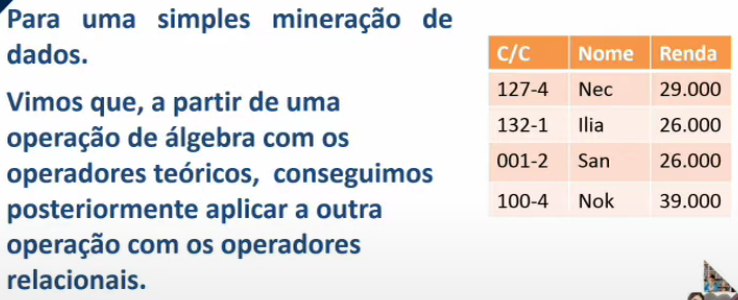 Para uma simples mineração de
dados.
Vimos que, a partir de uma
operação de álgebra com os
operadores teóricos, conseguimos
posteriormente aplicar a outra
operação com os operadores
relacionais.
C/C Nome Renda
127-4 Nec 29.000
132-1 Ilia 26.000
001-2 San 26.000
100-4 Nok 39.000